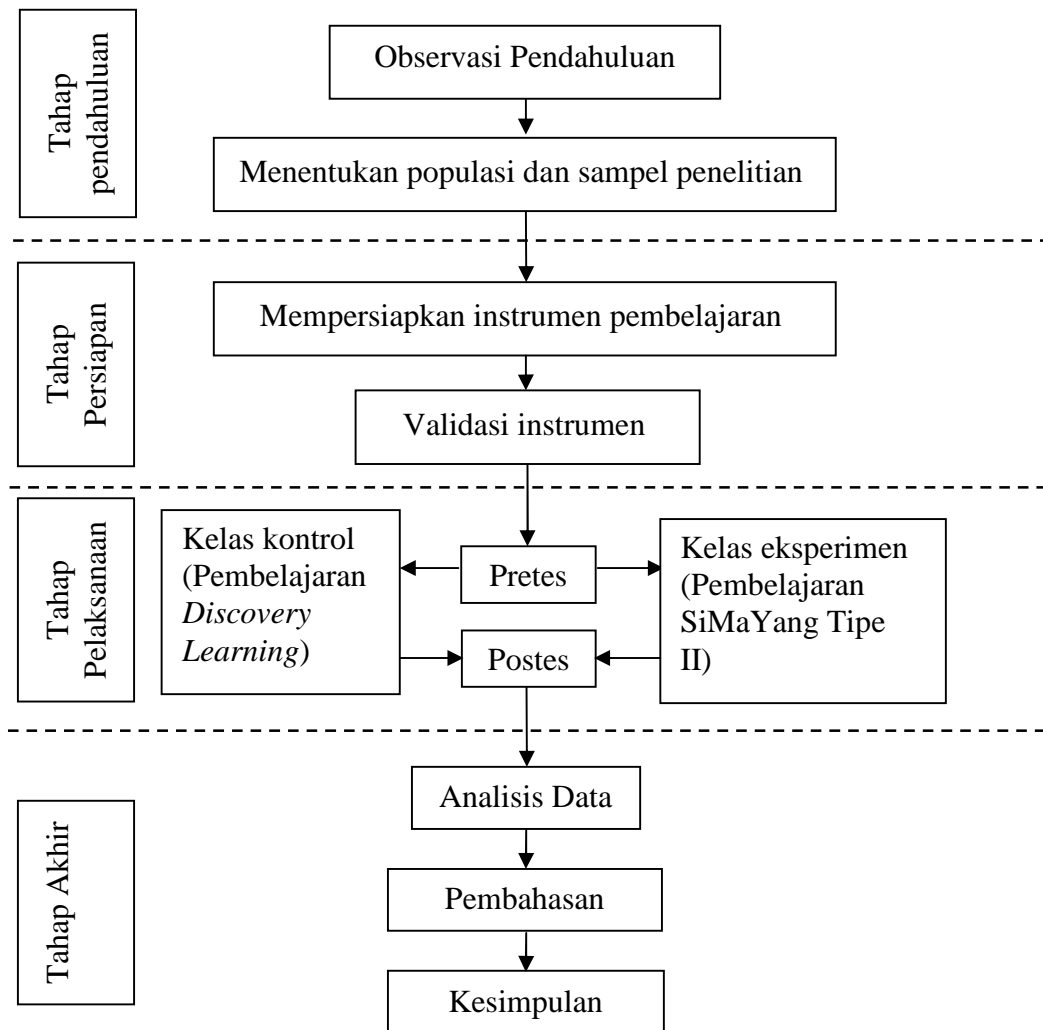 Tahap
pendahuluan
Observasi Pendahuluan
Menentukan populasi dan sampel penelitian
Tahap
Persiapan
Mempersiapkan instrumen pembelajaran
Validasi instrumen
Tahap
Pelaksanaan
Kelas kontrol
(Pembelajaran
Discovery
Learning)
Pretes
Postes
Kelas eksperimen
(Pembelajaran
SiMaYang Tipe
II)
Tahap Akhir
Analisis Data
Pembahasan
Kesimpulan